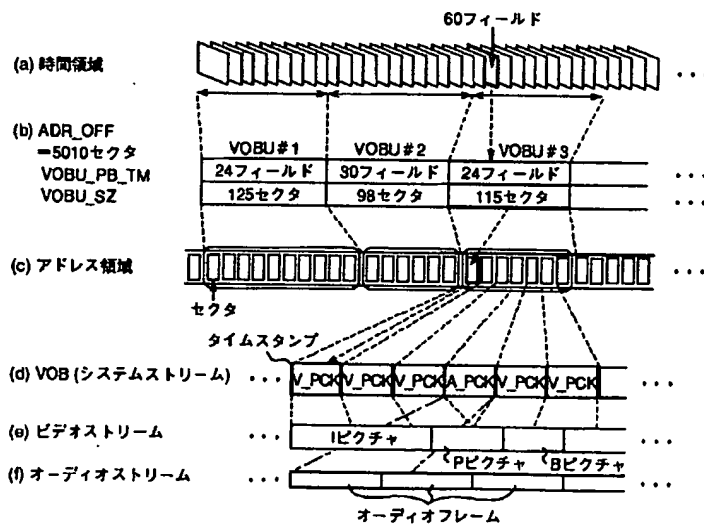 60フィールド
(a) 時間領域
・・・
(b) ADR_OFF
=5010セクタ
VOBU_PB_TM
VOBU_SZ
VOBU#1 VOBU#2 VOBU#3
24フィールド 30フィールド 24フィールド ・・・
125セクタ 98セクタ 115セクタ ・・・
(c) アドレス領域 ・・・
セクタ
タイムスタンプ
(d) VOB (システムストリーム) ・・・ V_PCK V_PCK V_PCK A_PCK V_PCK V_PCK ・・・
(e) ビデオストリーム ・・・ Iピクチャ ・・・
Pピクチャ Bピクチャ
(f) オーディオストリーム ・・・ ・・・
オーディオフレーム